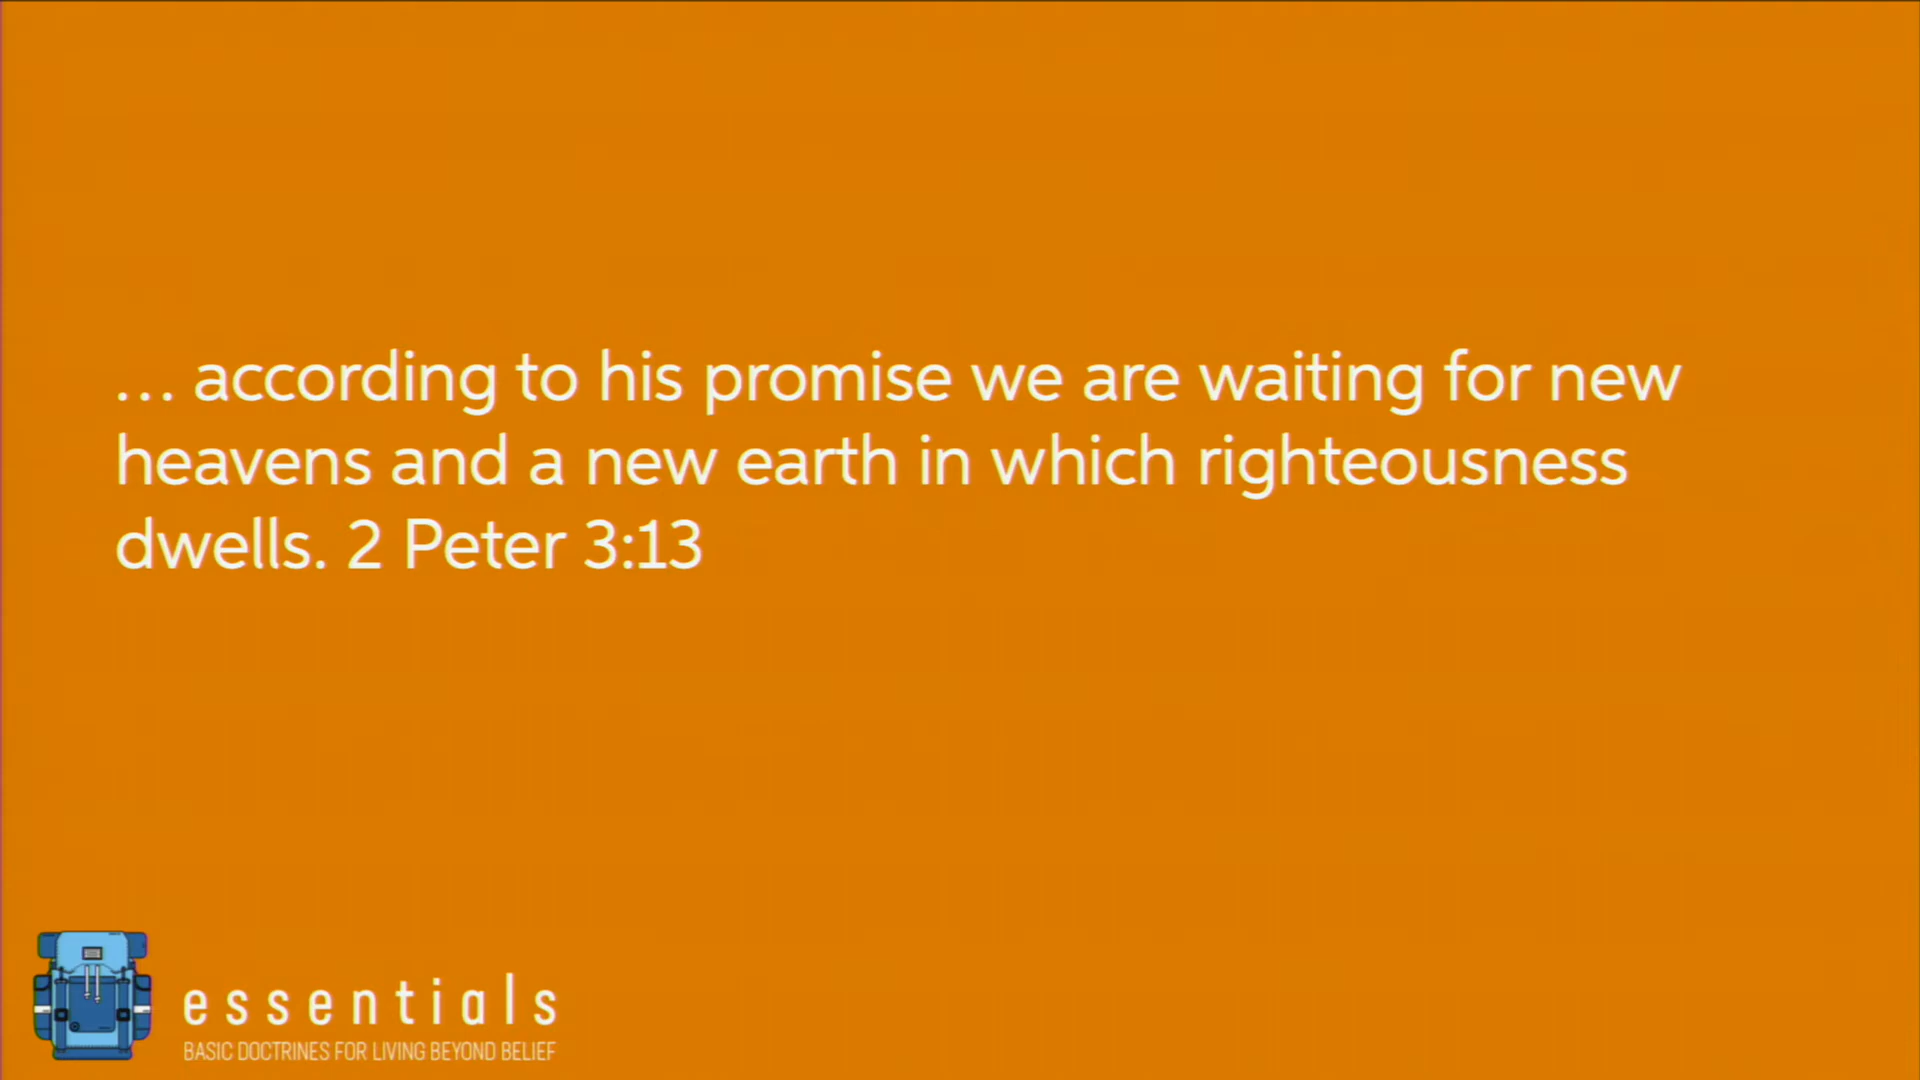 ... according to his promise we are waiting for new
heavens and a new earth in which righteousness
dwells. 2 Peter 3:13
essentials
BASIC DOCTRINES FOR LIVING BEYOND BELIEF